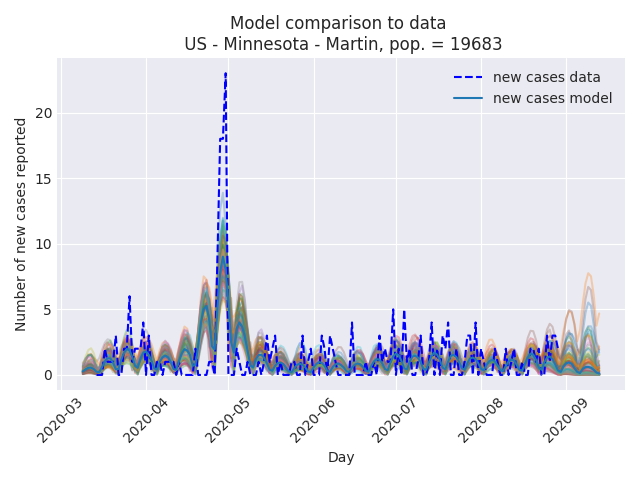 Model comparison to data
US - Minnesota - Martin, pop. = 19683
new cases data
new cases model
Number of new cases reported
20
15
10
5
0
2020-03
2020-04
2020-05
2020-06
2020-07
2020-08
2020-09
Day